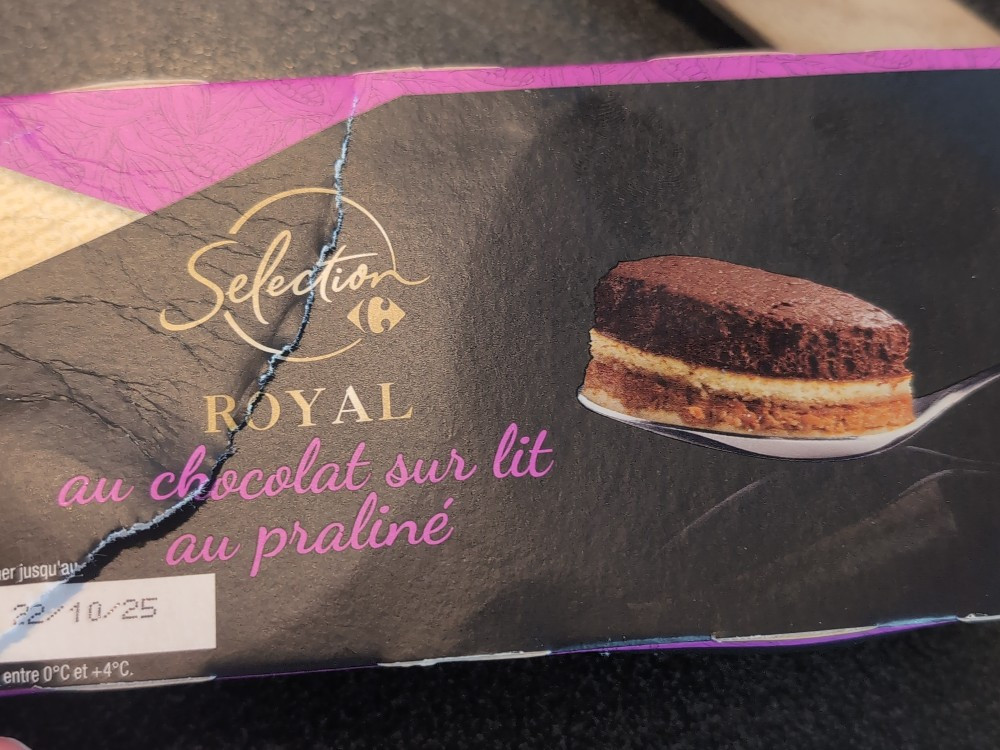 Selection
ROYAL
au chocolat sur lit
au praliné
jusqu'au
22/10/25
entre 0°C et +4°C.